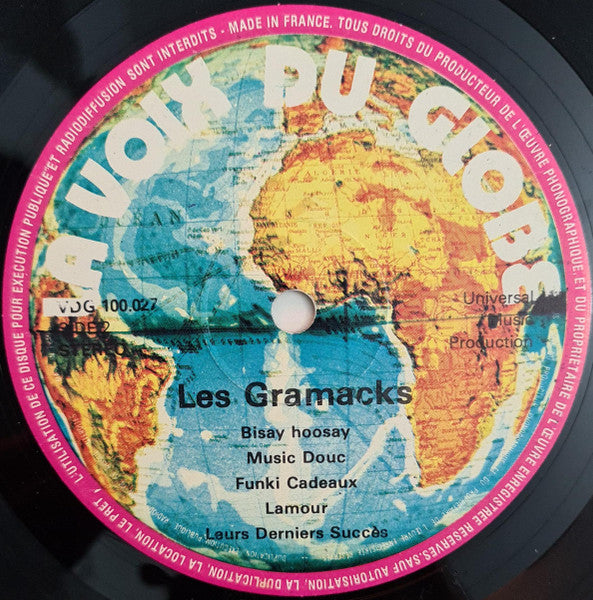 L'UTILISATION DE CE DISQUE POUR EXECUTION PUBLIQUE ET RADIODIFFUSION SONT INTERDITS - MADE IN FRANCE. TOUS DROITS DU PRODUCTEUR DE L'ŒUVRE PHONOGRAPHIQUE, ET DU PROPRIETAIRE DE L'ŒUVRE ENREGISTREE RESERVES. SAUF AUTORISATION, LA DUPLICATION, LA LOCATION, LE PRET,
LA VOIX DU GLOBE
VDG 100.027
SIDE 2
STEREO
Universal
Music
Production
Les Gramacks
Bisay hoosay
Music Douc
Funki Cadeaux
Lamour
Leurs Derniers Succès